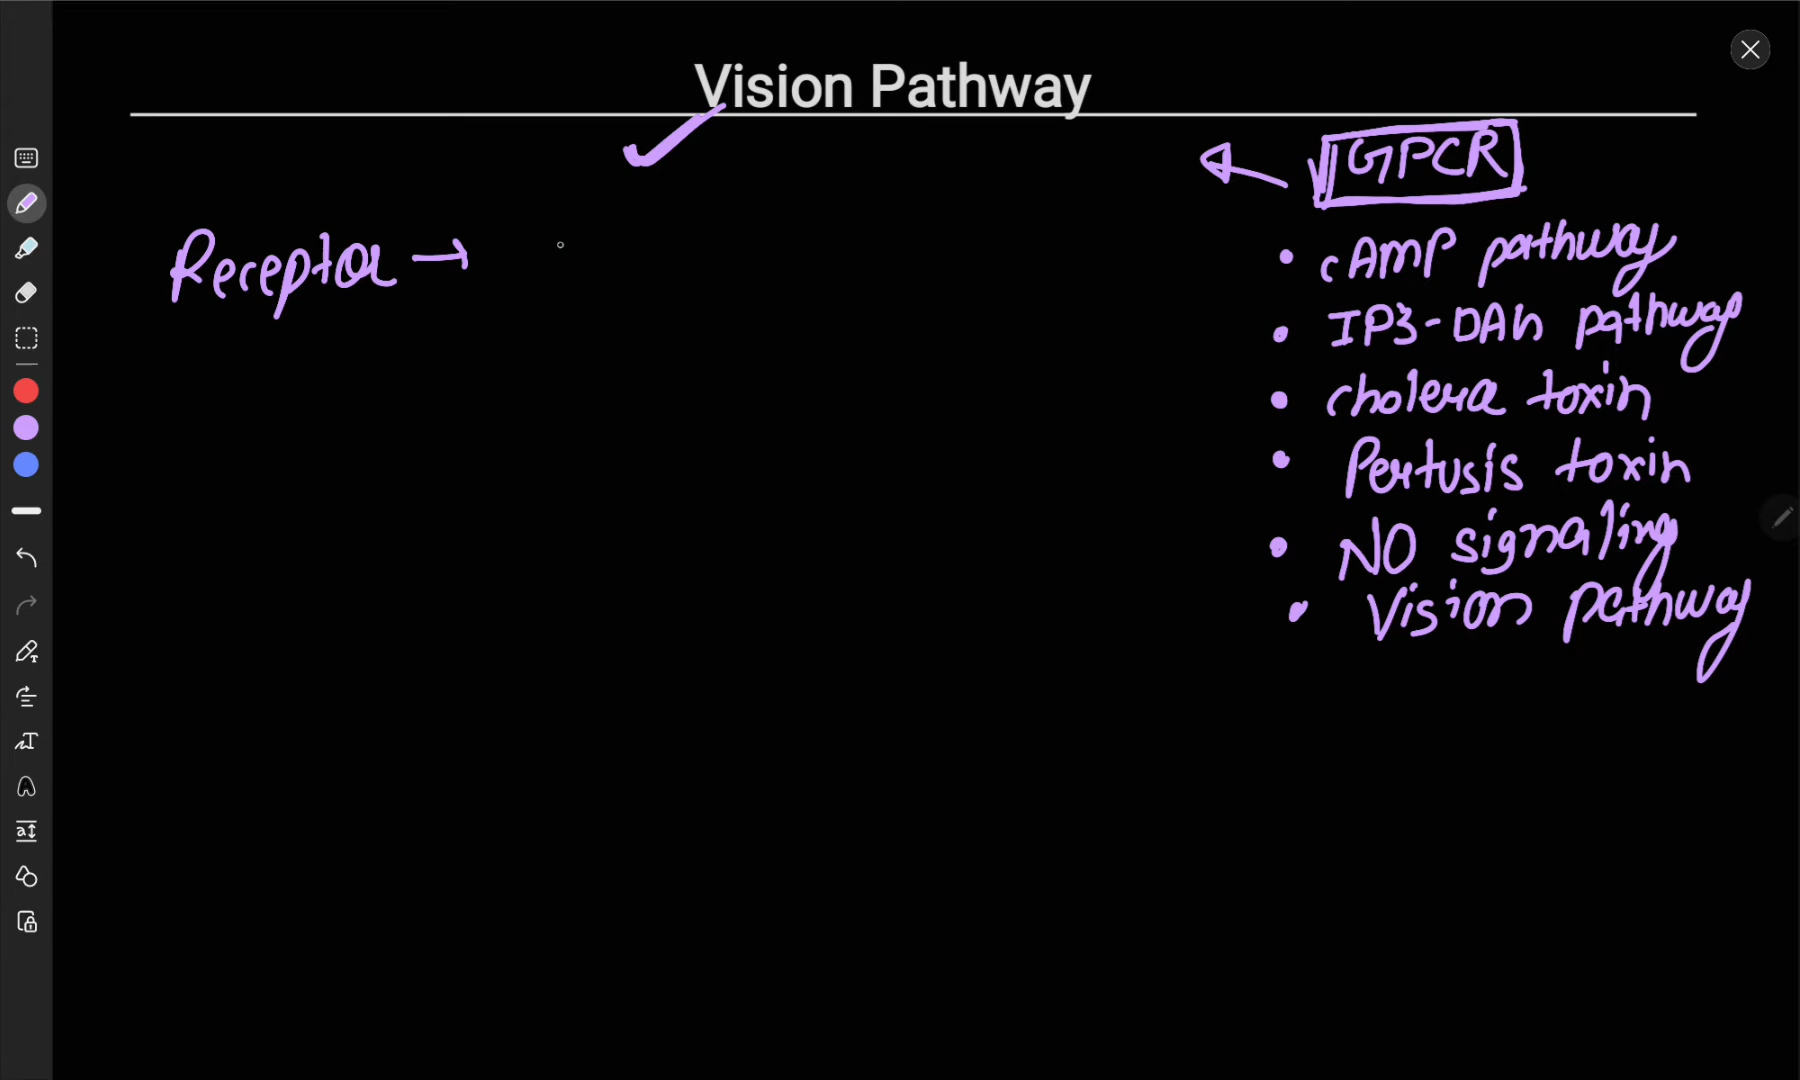 Vision Pathway
GPCR
Receptor →
• cAMP pathway
• IP3-DAG pathway
• cholera toxin
• Pertusis toxin
• NO signaling
• Vision pathway